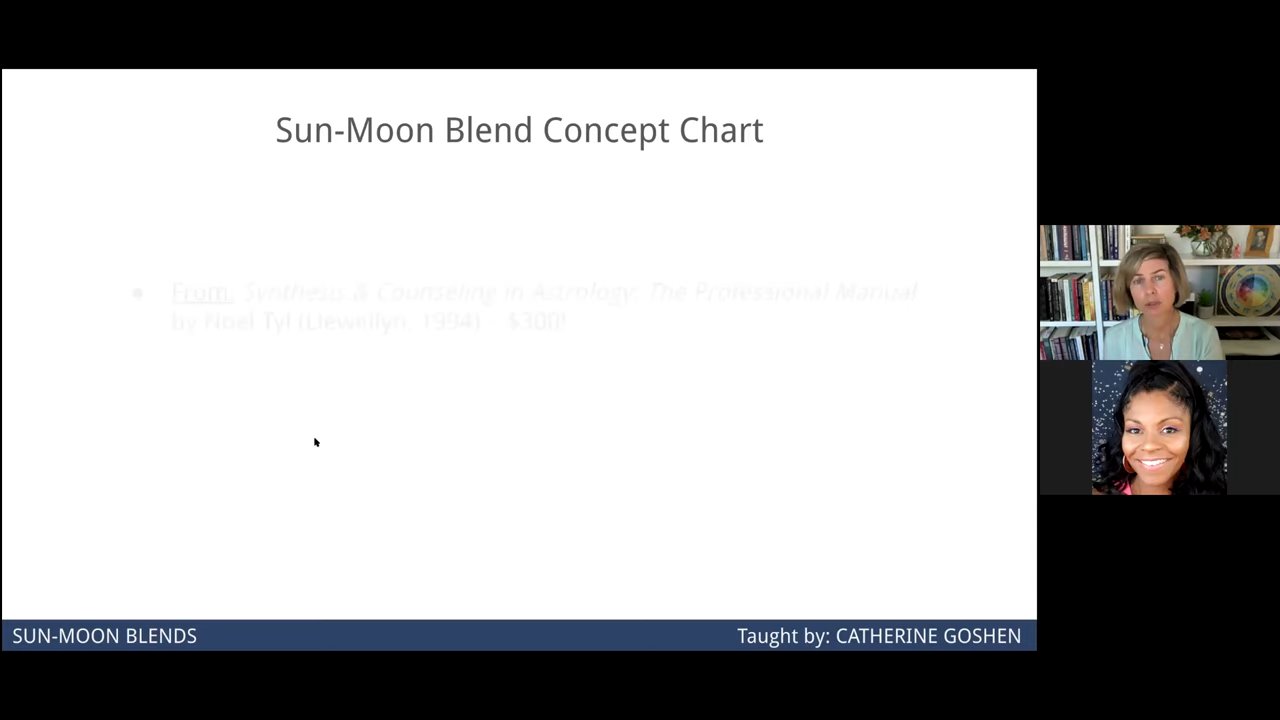 Sun-Moon Blend Concept Chart
● From: Synthesis & Counseling in Astrology: The Professional Manual
by Noel Tyl (Llewellyn, 1994) - $300!
SUN-MOON BLENDS
Taught by: CATHERINE GOSHEN